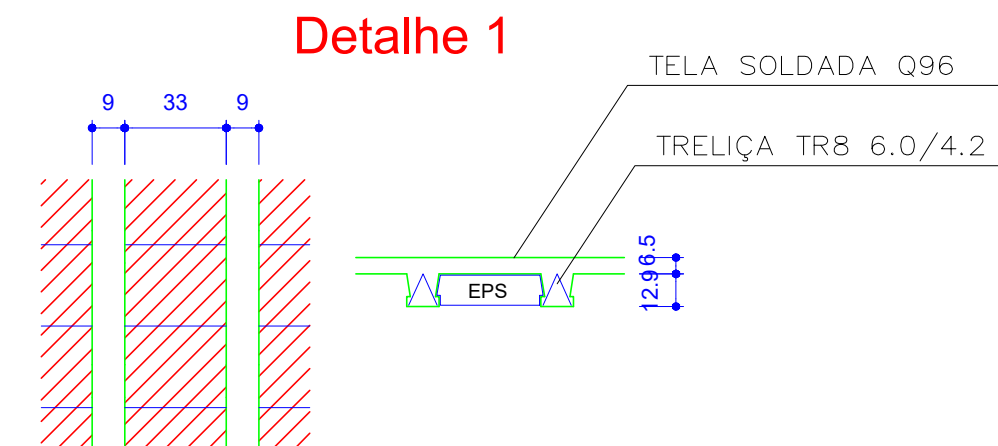 Detalhe 1
TELA SOLDADA Q96
9 33 9
TRELIÇA TR8 6.0/4.2
6.5
12.9
EPS